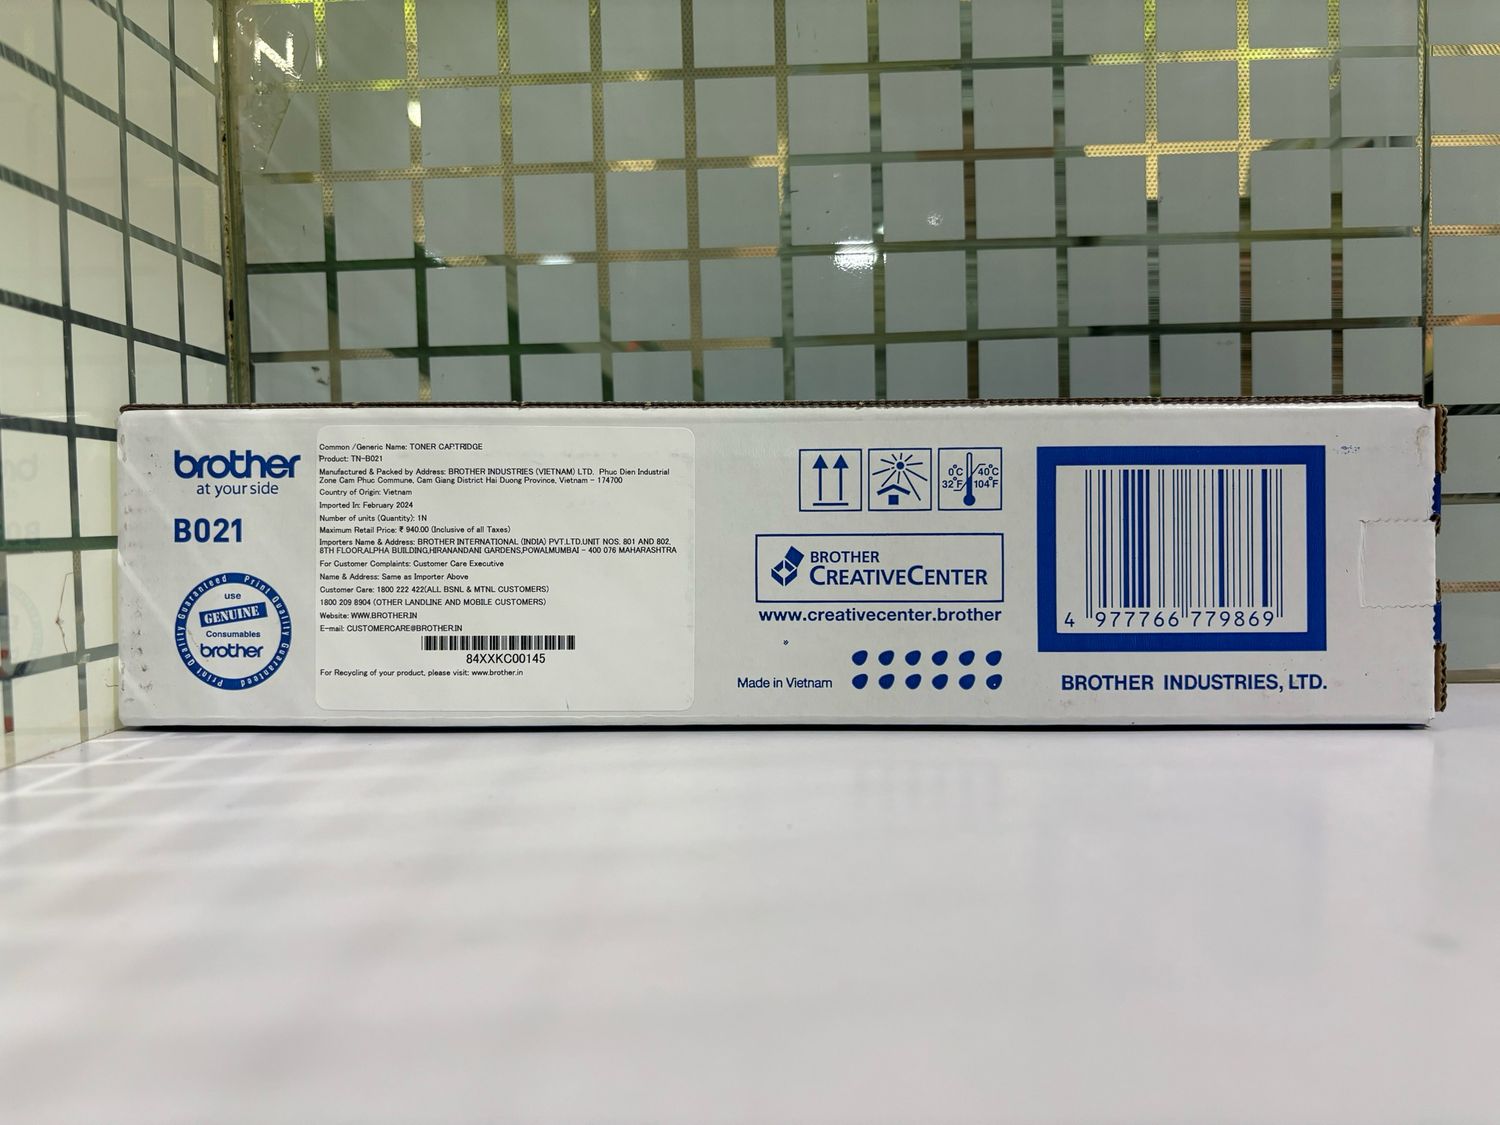 brother
at your side
B021
Print Quality Guaranteed Print Quality Guaranteed
use
GENUINE
Consumables
brother
Common /Generic Name: TONER CARTRIDGE
Product: TN-B021
Manufactured & Packed by Address: BROTHER INDUSTRIES (VIETNAM) LTD. Phuc Dien Industrial
Zone Cam Phuc Commune, Cam Giang District Hai Duong Province, Vietnam - 174700
Country of Origin: Vietnam
Imported In: February 2024
Number of units (Quantity): 1N
Maximum Retail Price: ₹ 940.00 (Inclusive of all Taxes)
Importers Name & Address: BROTHER INTERNATIONAL (INDIA) PVT.LTD.UNIT NOS: 801 AND 802,
8TH FLOOR,ALPHA BUILDING,HIRANANDANI GARDENS,POWAI,MUMBAI - 400 076 MAHARASHTRA
For Customer Complaints: Customer Care Executive
Name & Address: Same as Importer Above
Customer Care: 1800 222 422(ALL BSNL & MTNL CUSTOMERS)
1800 209 8904 (OTHER LANDLINE AND MOBILE CUSTOMERS)
Website: WWW.BROTHER.IN
E-mail: CUSTOMERCARE@BROTHER.IN
84XXKC00145
For Recycling of your product, please visit: www.brother.in
0°C 40°C
32°F 104°F
BROTHER
CREATIVECENTER
www.creativecenter.brother
Made in Vietnam
4 977766 779869
BROTHER INDUSTRIES, LTD.